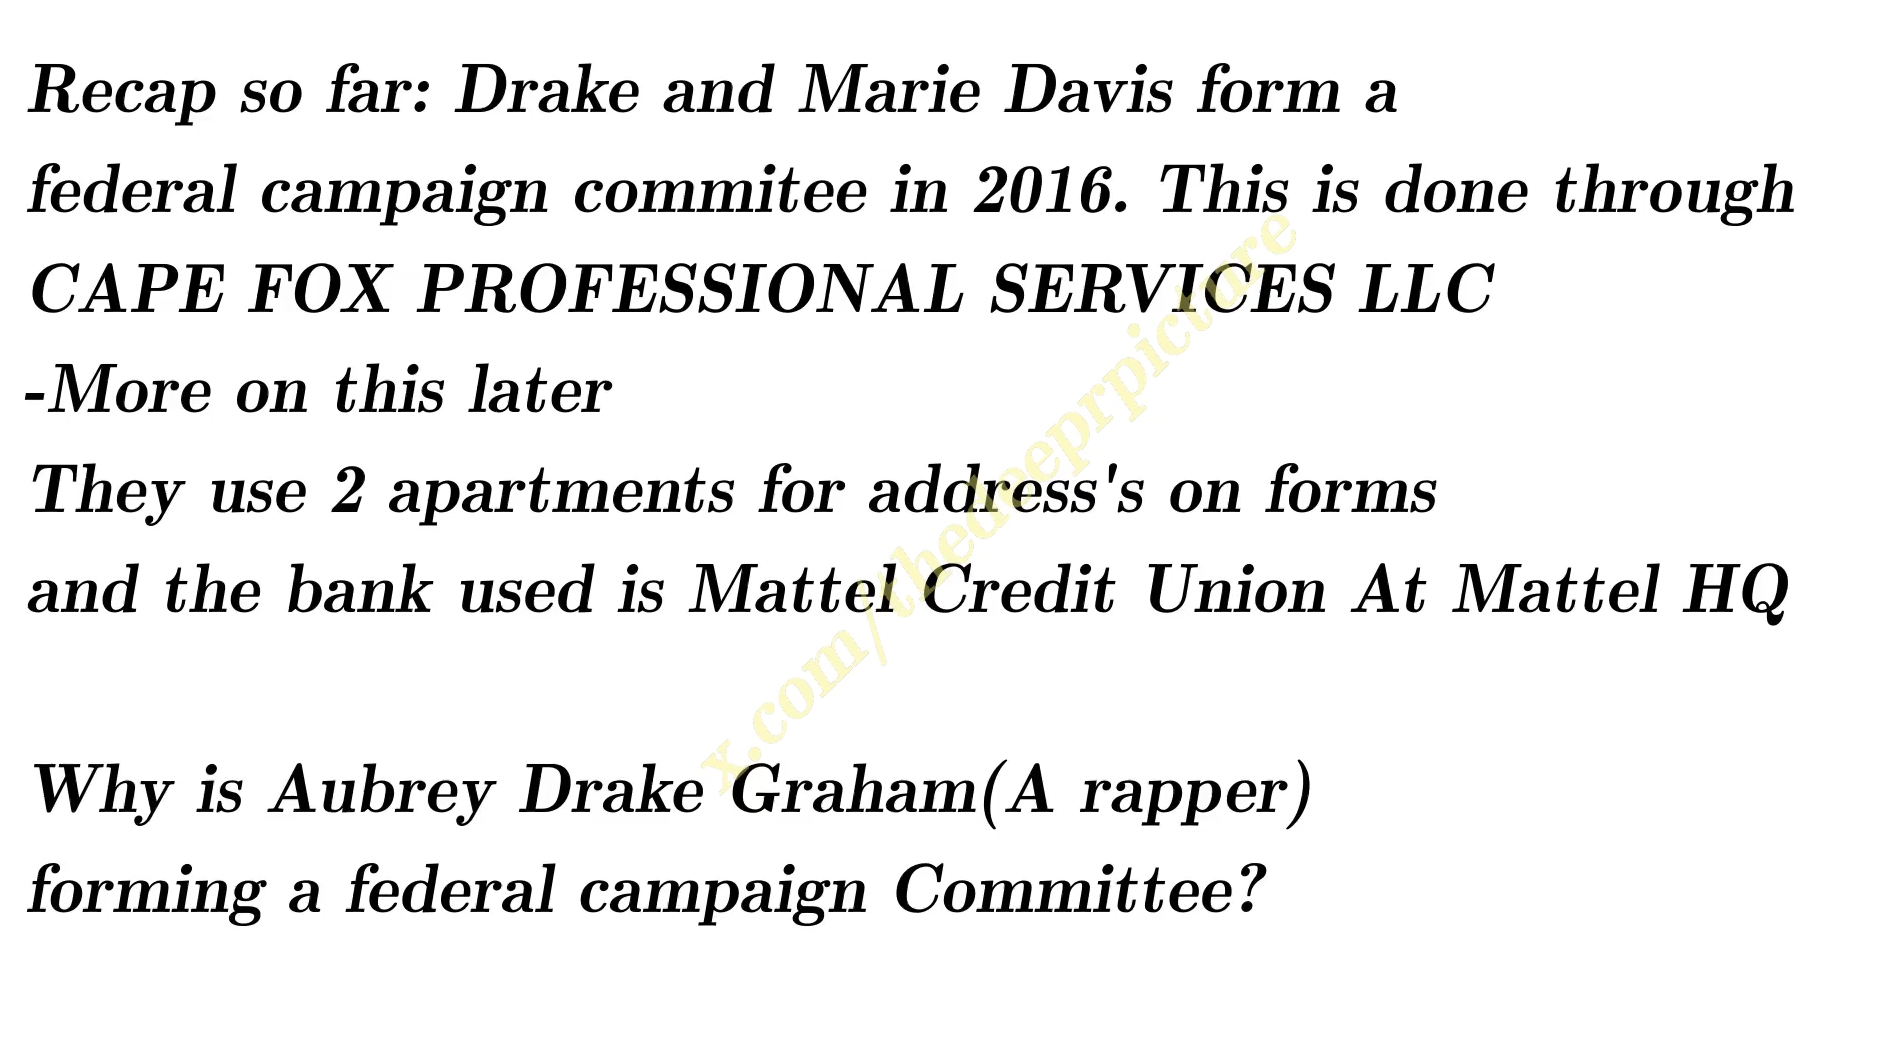 Recap so far: Drake and Marie Davis form a
federal campaign commitee in 2016. This is done through
CAPE FOX PROFESSIONAL SERVICES LLC
-More on this later
They use 2 apartments for address's on forms
and the bank used is Mattel Credit Union At Mattel HQ
Why is Aubrey Drake Graham(A rapper)
forming a federal campaign Committee?
x.com/thedeeprpicture